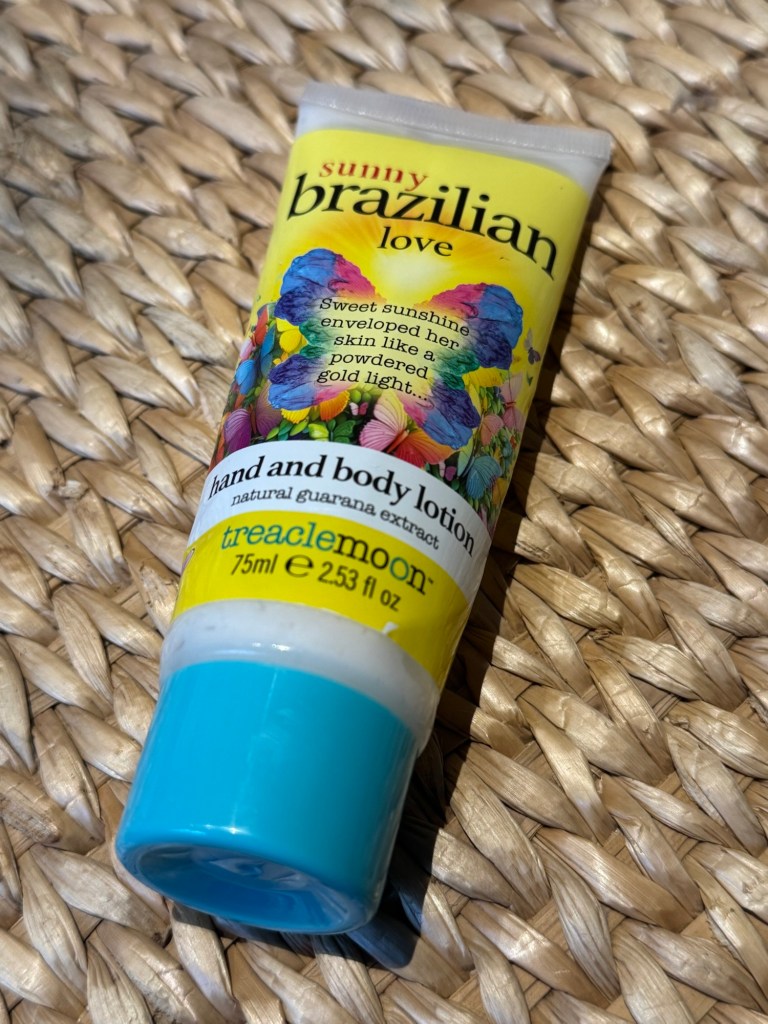 sunny
brazilian
love
Sweet sunshine
enveloped her
skin like a
powdered
gold light...
hand and body lotion
natural guarana extract
treaclemoon™
75ml ℮ 2.53 fl oz